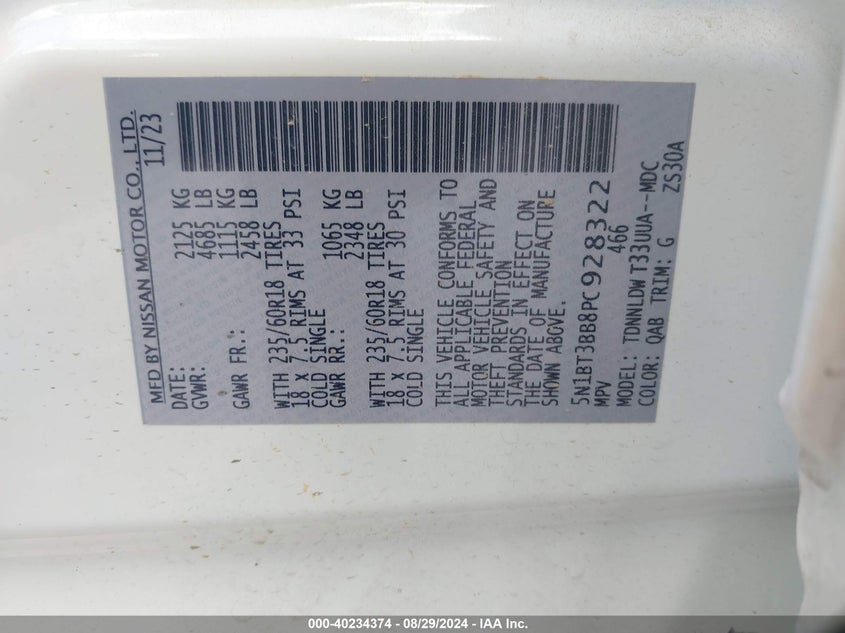 MFD BY NISSAN MOTOR CO., LTD.
DATE: 11/23
GVWR: 2125 KG
4685 LB
GAWR FR.: 1115 KG
2458 LB
WITH 235/60R18 TIRES
18 X 7.5 RIMS AT 33 PSI
COLD SINGLE
GAWR RR.: 1065 KG
2348 LB
WITH 235/60R18 TIRES
18 X 7.5 RIMS AT 30 PSI
COLD SINGLE
THIS VEHICLE CONFORMS TO
ALL APPLICABLE FEDERAL
MOTOR VEHICLE SAFETY AND
THEFT PREVENTION
STANDARDS IN EFFECT ON
THE DATE OF MANUFACTURE
SHOWN ABOVE.
5N1BT3BB8PC928322
MPV 466
MODEL: TDNNLDW T33UUA--MDC
COLOR: QAB TRIM: G ZS30A
000-40234374 - 08/29/2024 - IAA Inc.